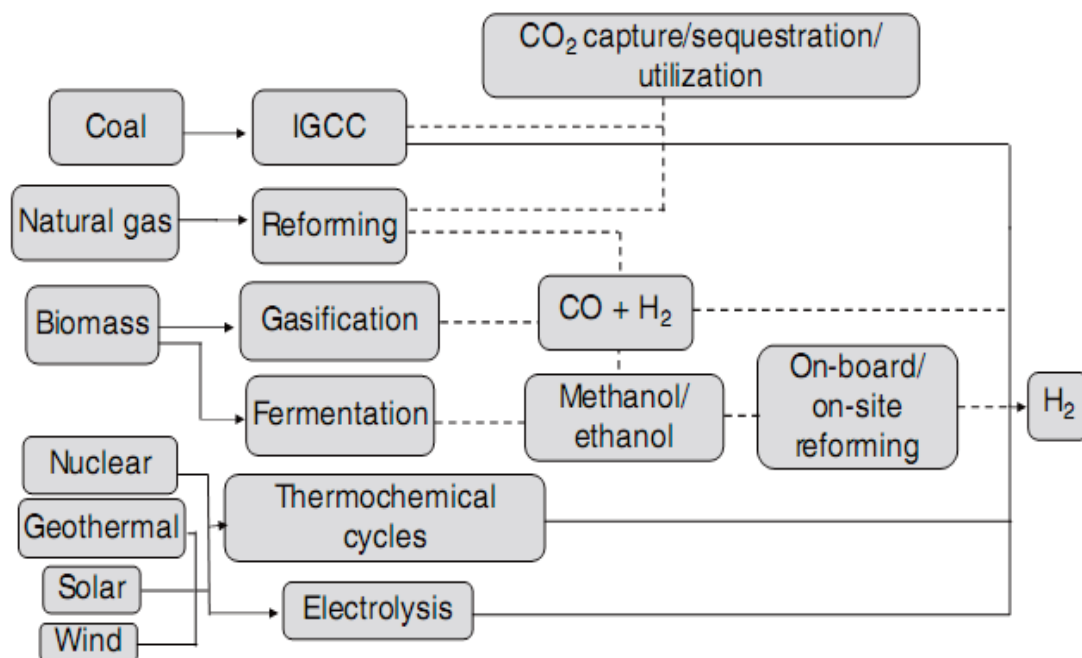 CO₂ capture/sequestration/
utilization
Coal
IGCC
Natural gas
Reforming
Biomass
Gasification
CO + H₂
Fermentation
Methanol/
ethanol
On-board/
on-site
reforming
H₂
Nuclear
Geothermal
Solar
Wind
Thermochemical
cycles
Electrolysis